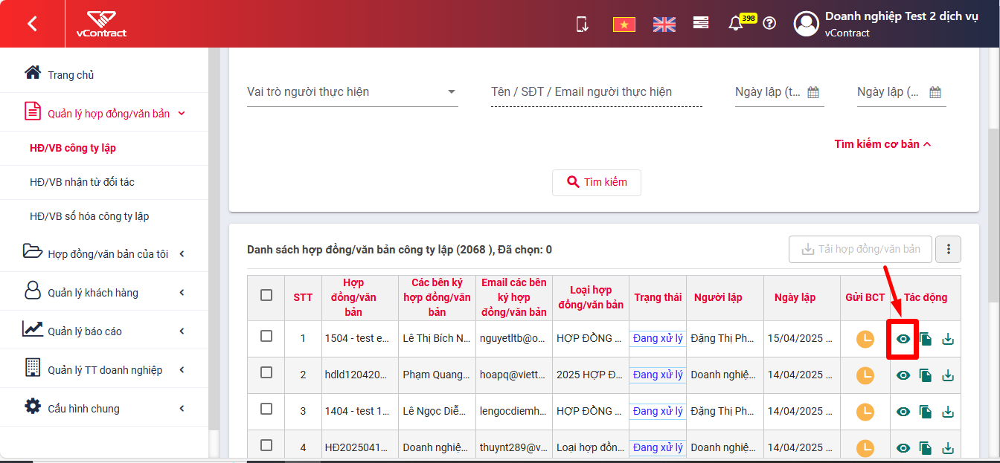 vContract
398
Doanh nghiệp Test 2 dịch vụ
vContract
Trang chủ
Quản lý hợp đồng/văn bản
HĐ/VB công ty lập
HĐ/VB nhận từ đối tác
HĐ/VB số hóa công ty lập
Hợp đồng/văn bản của tôi
Quản lý khách hàng
Quản lý báo cáo
Quản lý TT doanh nghiệp
Cấu hình chung
Vai trò người thực hiện
Tên / SĐT / Email người thực hiện
Ngày lập (t...
Ngày lập (...
Tìm kiếm cơ bản
Tìm kiếm
Danh sách hợp đồng/văn bản công ty lập (2068 ), Đã chọn: 0
Tải hợp đồng/văn bản
STT
Hợp
đồng/văn
bản
Các bên ký
hợp đồng/văn
bản
Email các bên
ký hợp
đồng/văn bản
Loại hợp
đồng/văn bản
Trạng thái
Người lập
Ngày lập
Gửi BCT
Tác động
1 1504 - test e... Lê Thị Bích N... nguyetltb@o... HỢP ĐỒNG ... Đang xử lý Đặng Thị Ph... 15/04/2025 ...
2 hdld120420... Phạm Quang... hoapq@viett... 2025 HỢP Đ... Đang xử lý Doanh nghiệ... 14/04/2025 ...
3 1404 - test 1... Lê Ngọc Diễ... lengocdiemh... HỢP ĐỒNG ... Đang xử lý Đặng Thị Ph... 14/04/2025 ...
4 HĐ2025041... Doanh nghiệ... thuynt289@v... Loại hợp đồn... Đang xử lý Doanh nghiệ... 14/04/2025 ...